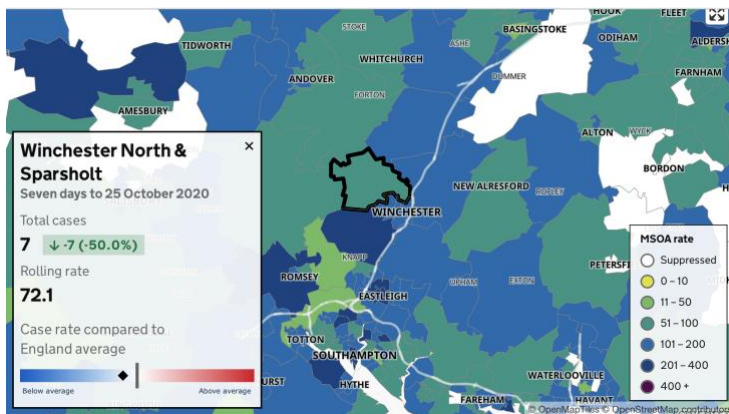 HOOK
FLEET
STOKE
BASINGSTOKE
TIDWORTH
ASHE
ODIHAM
WHITCHURCH
ANDOVER
DUMMER
FARNHAM
FORTON
AMESBURY
Winchester North &
Sparsholt
Seven days to 25 October 2020
Total cases
7 ↓ -7 (-50.0%)
Rolling rate
72.1
Case rate compared to
England average
Below average
Above average
ALTON
WYCK
BORDON
NEW ALRESFORD
ROPLEY
WINCHESTER
KNAPP
ROMSEY
UPHAM
EXTON
EASTLEIGH
TOTTON
SOUTHAMPTON
HYTHE
FAREHAM
WATERLOOVILLE
HAVANT
MSOA rate
Suppressed
0 – 10
11 – 50
51 – 100
101 – 200
201 – 400
400 +
© OpenMapTiles © OpenStreetMap contributors